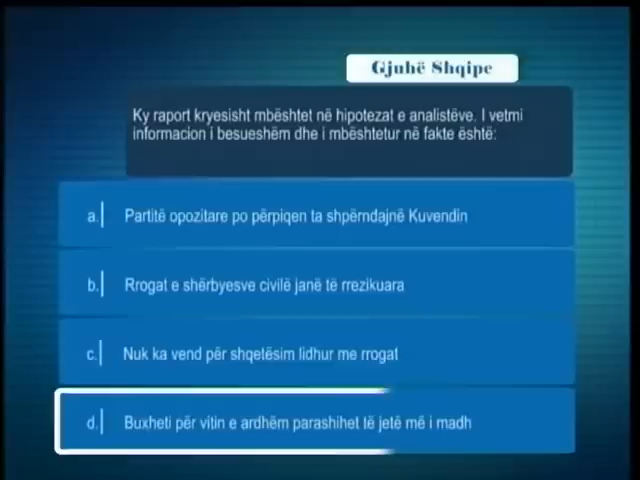 Gjuhë Shqipe
Ky raport kryesisht mbështet në hipotezat e analistëve. I vetmi
informacion i besueshëm dhe i mbështetur në fakte është:
a. Partitë opozitare po përpiqen ta shpërndajnë Kuvendin
b. Rrogat e shërbyesve civilë janë të rrezikuara
c. Nuk ka vend për shqetësim lidhur me rrogat
d. Buxheti për vitin e ardhëm parashihet të jetë më i madh